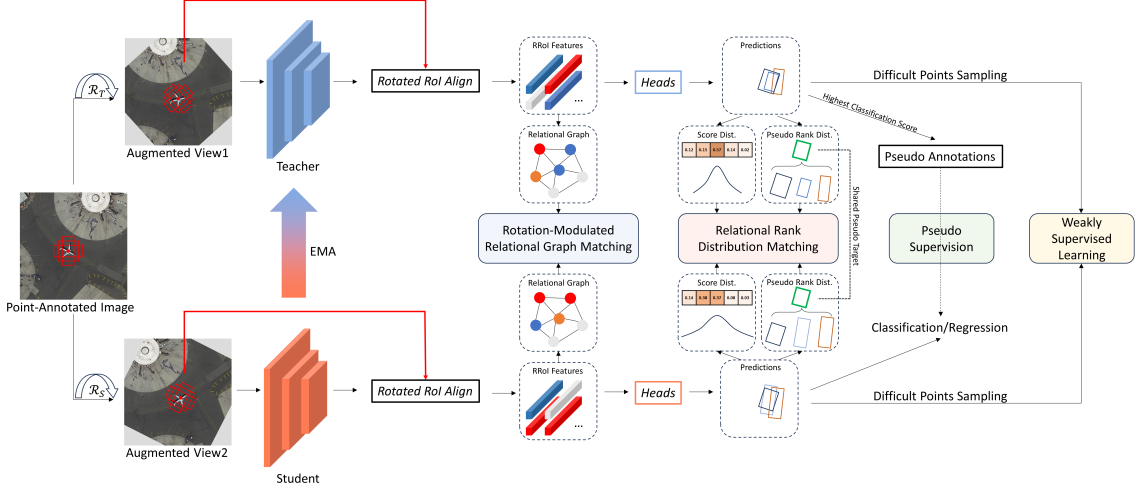 RRoI Features
Predictions
ℛ_T
Rotated RoI Align
Heads
Difficult Points Sampling
...
Highest Classification Score
Augmented View1
Relational Graph
Score Dist.
Pseudo Rank Dist.
0.12 0.15 0.57 0.14 0.02
Pseudo Annotations
Teacher
Shared Pseudo Target
EMA
Rotation-Modulated
Relational Graph Matching
Relational Rank
Distribution Matching
Pseudo
Supervision
Weakly
Supervised
Learning
Point-Annotated Image
Relational Graph
Score Dist.
Pseudo Rank Dist.
0.14 0.38 0.37 0.08 0.03
Classification/Regression
RRoI Features
Predictions
ℛ_S
Rotated RoI Align
Heads
Difficult Points Sampling
...
Augmented View2
Student